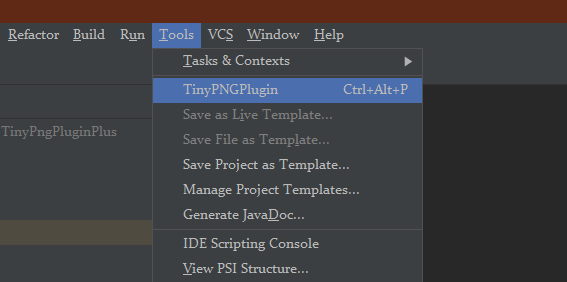 Refactor Build Run Tools VCS Window Help
Tasks & Contexts
TinyPNGPlugin Ctrl+Alt+P
Save as Live Template...
TinyPngPluginPlus
Save File as Template...
Save Project as Template...
Manage Project Templates...
Generate JavaDoc...
IDE Scripting Console
View PSI Structure...